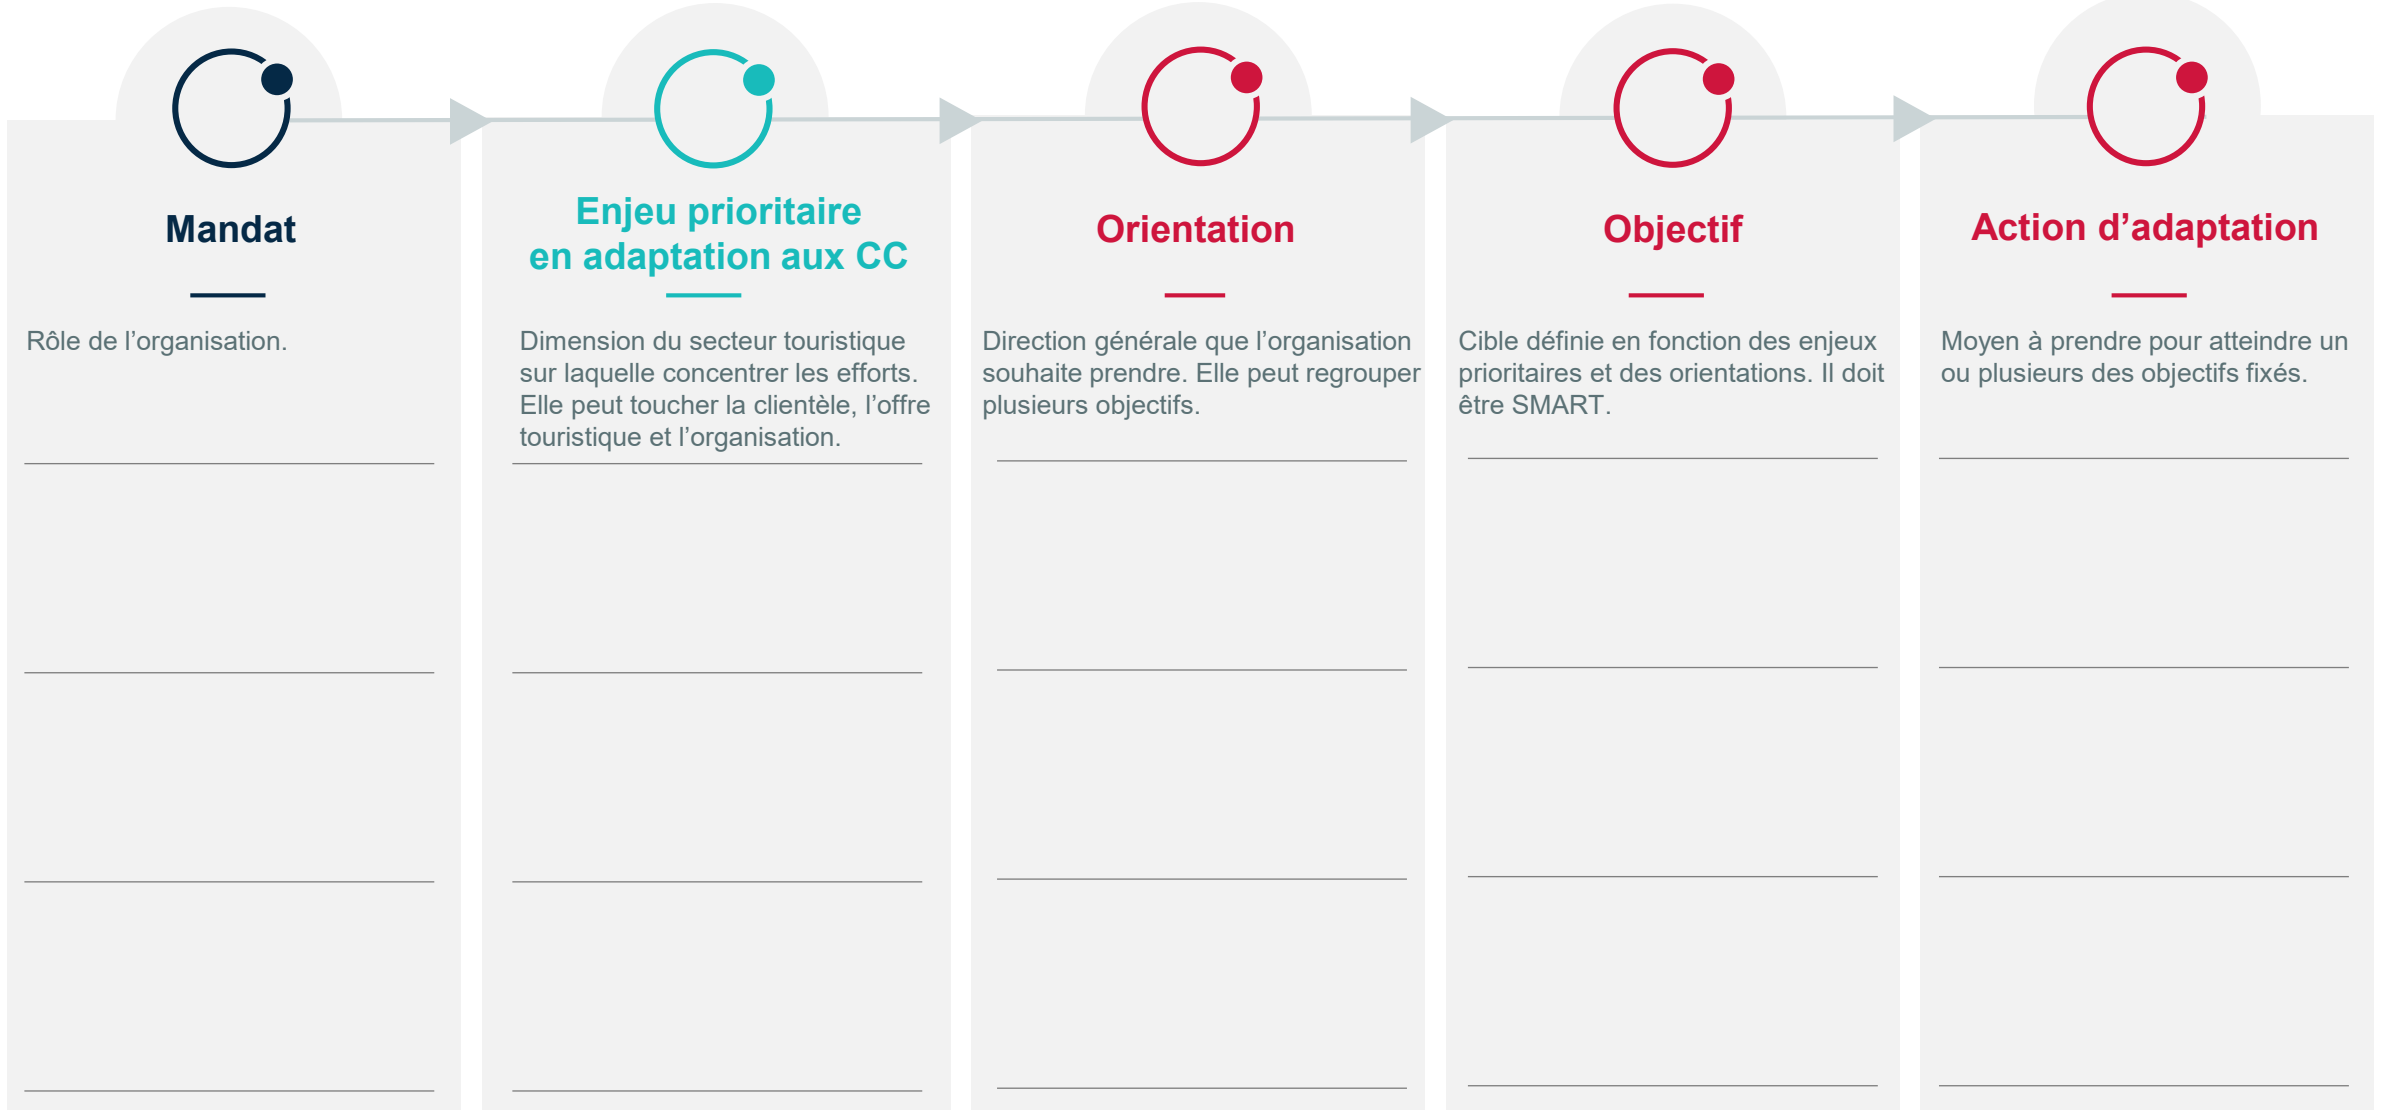 Mandat
Rôle de l’organisation.
Enjeu prioritaire
en adaptation aux CC
Dimension du secteur touristique
sur laquelle concentrer les efforts.
Elle peut toucher la clientèle, l’offre
touristique et l’organisation.
Orientation
Direction générale que l’organisation
souhaite prendre. Elle peut regrouper
plusieurs objectifs.
Objectif
Cible définie en fonction des enjeux
prioritaires et des orientations. Il doit
être SMART.
Action d’adaptation
Moyen à prendre pour atteindre un
ou plusieurs des objectifs fixés.